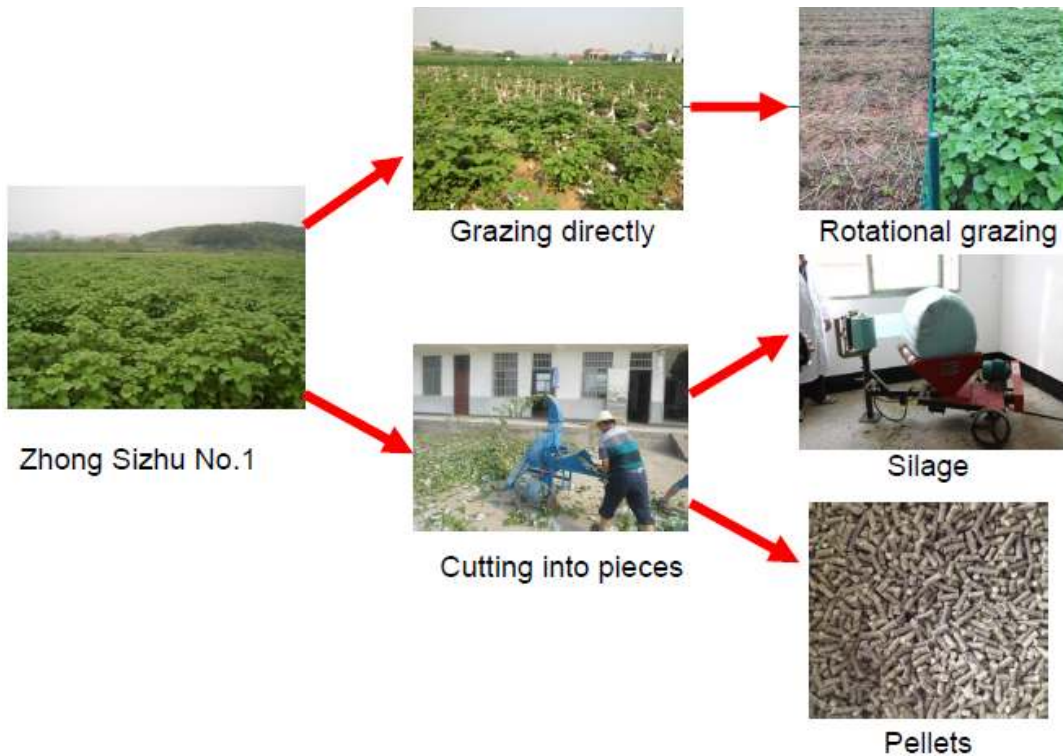 Grazing directly
Rotational grazing
Zhong Sizhu No.1
Cutting into pieces
Silage
Pellets